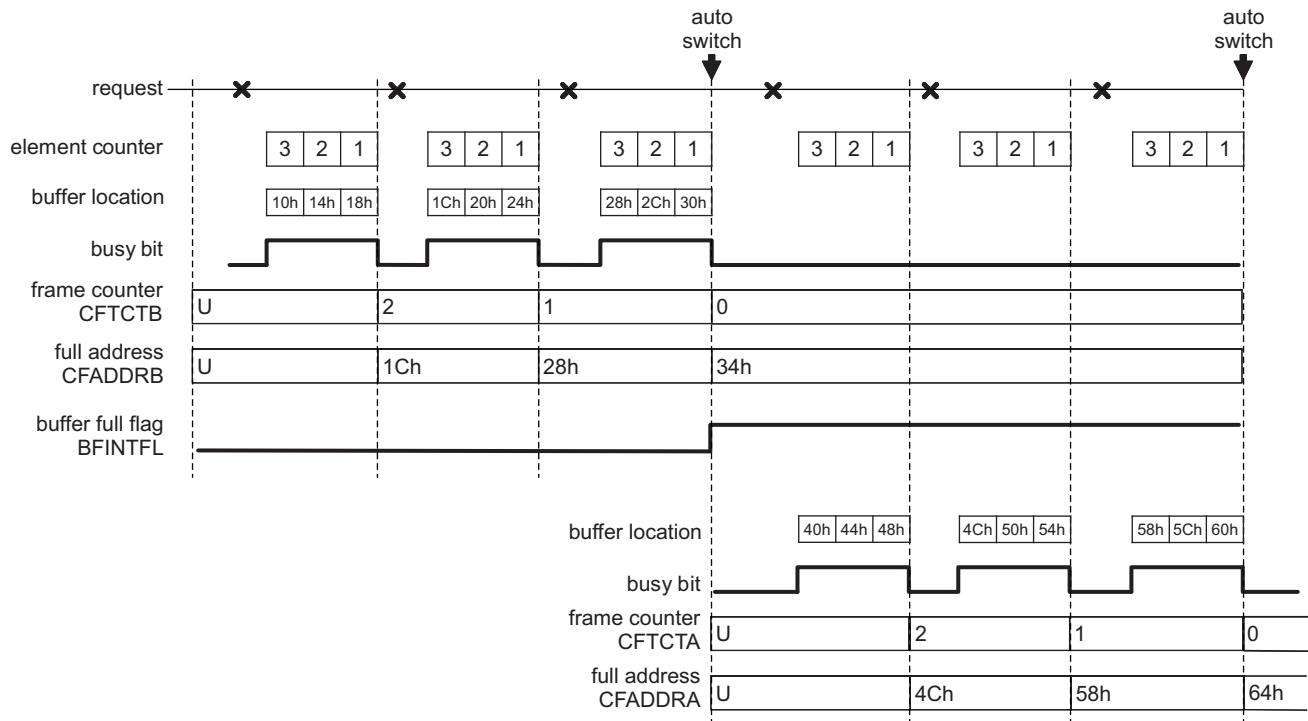 auto
switch
auto
switch
request
element counter
3 2 1 3 2 1 3 2 1 3 2 1 3 2 1 3 2 1
buffer location
10h 14h 18h 1Ch 20h 24h 28h 2Ch 30h
busy bit
frame counter
CFTCTB
U 2 1 0
full address
CFADDRB
U 1Ch 28h 34h
buffer full flag
BFINTFL
buffer location
40h 44h 48h 4Ch 50h 54h 58h 5Ch 60h
busy bit
frame counter
CFTCTA
U 2 1 0
full address
CFADDRA
U 4Ch 58h 64h